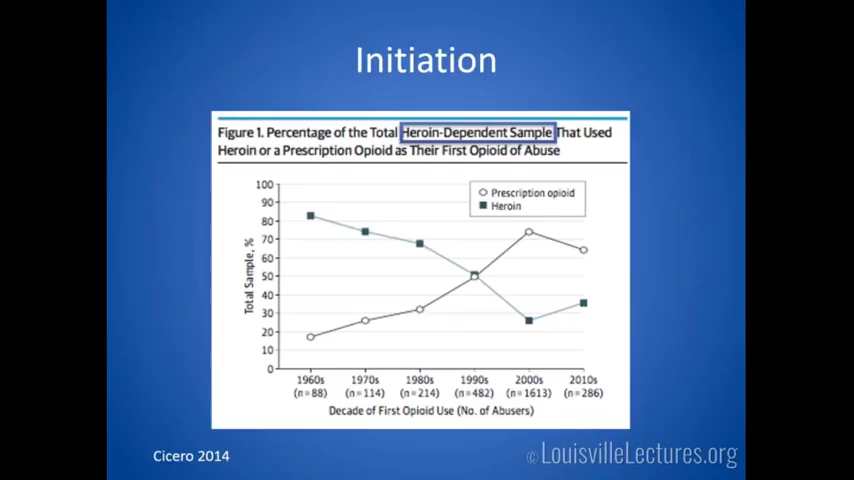 Initiation
Figure 1. Percentage of the Total Heroin-Dependent Sample That Used
Heroin or a Prescription Opioid as Their First Opioid of Abuse
Prescription opioid
Heroin
Total Sample, %
100
90
80
70
60
50
40
30
20
10
0
1960s 1970s 1980s 1990s 2000s 2010s
(n=88) (n=114) (n=214) (n=482) (n=1613) (n=286)
Decade of First Opioid Use (No. of Abusers)
Cicero 2014
© LouisvilleLectures.org